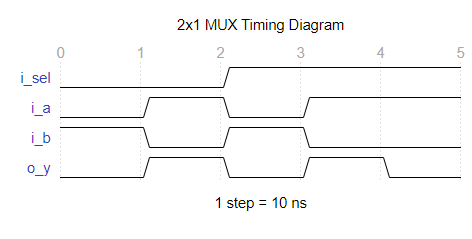 2x1 MUX Timing Diagram
0 1 2 3 4 5
i_sel
i_a
i_b
o_y
1 step = 10 ns